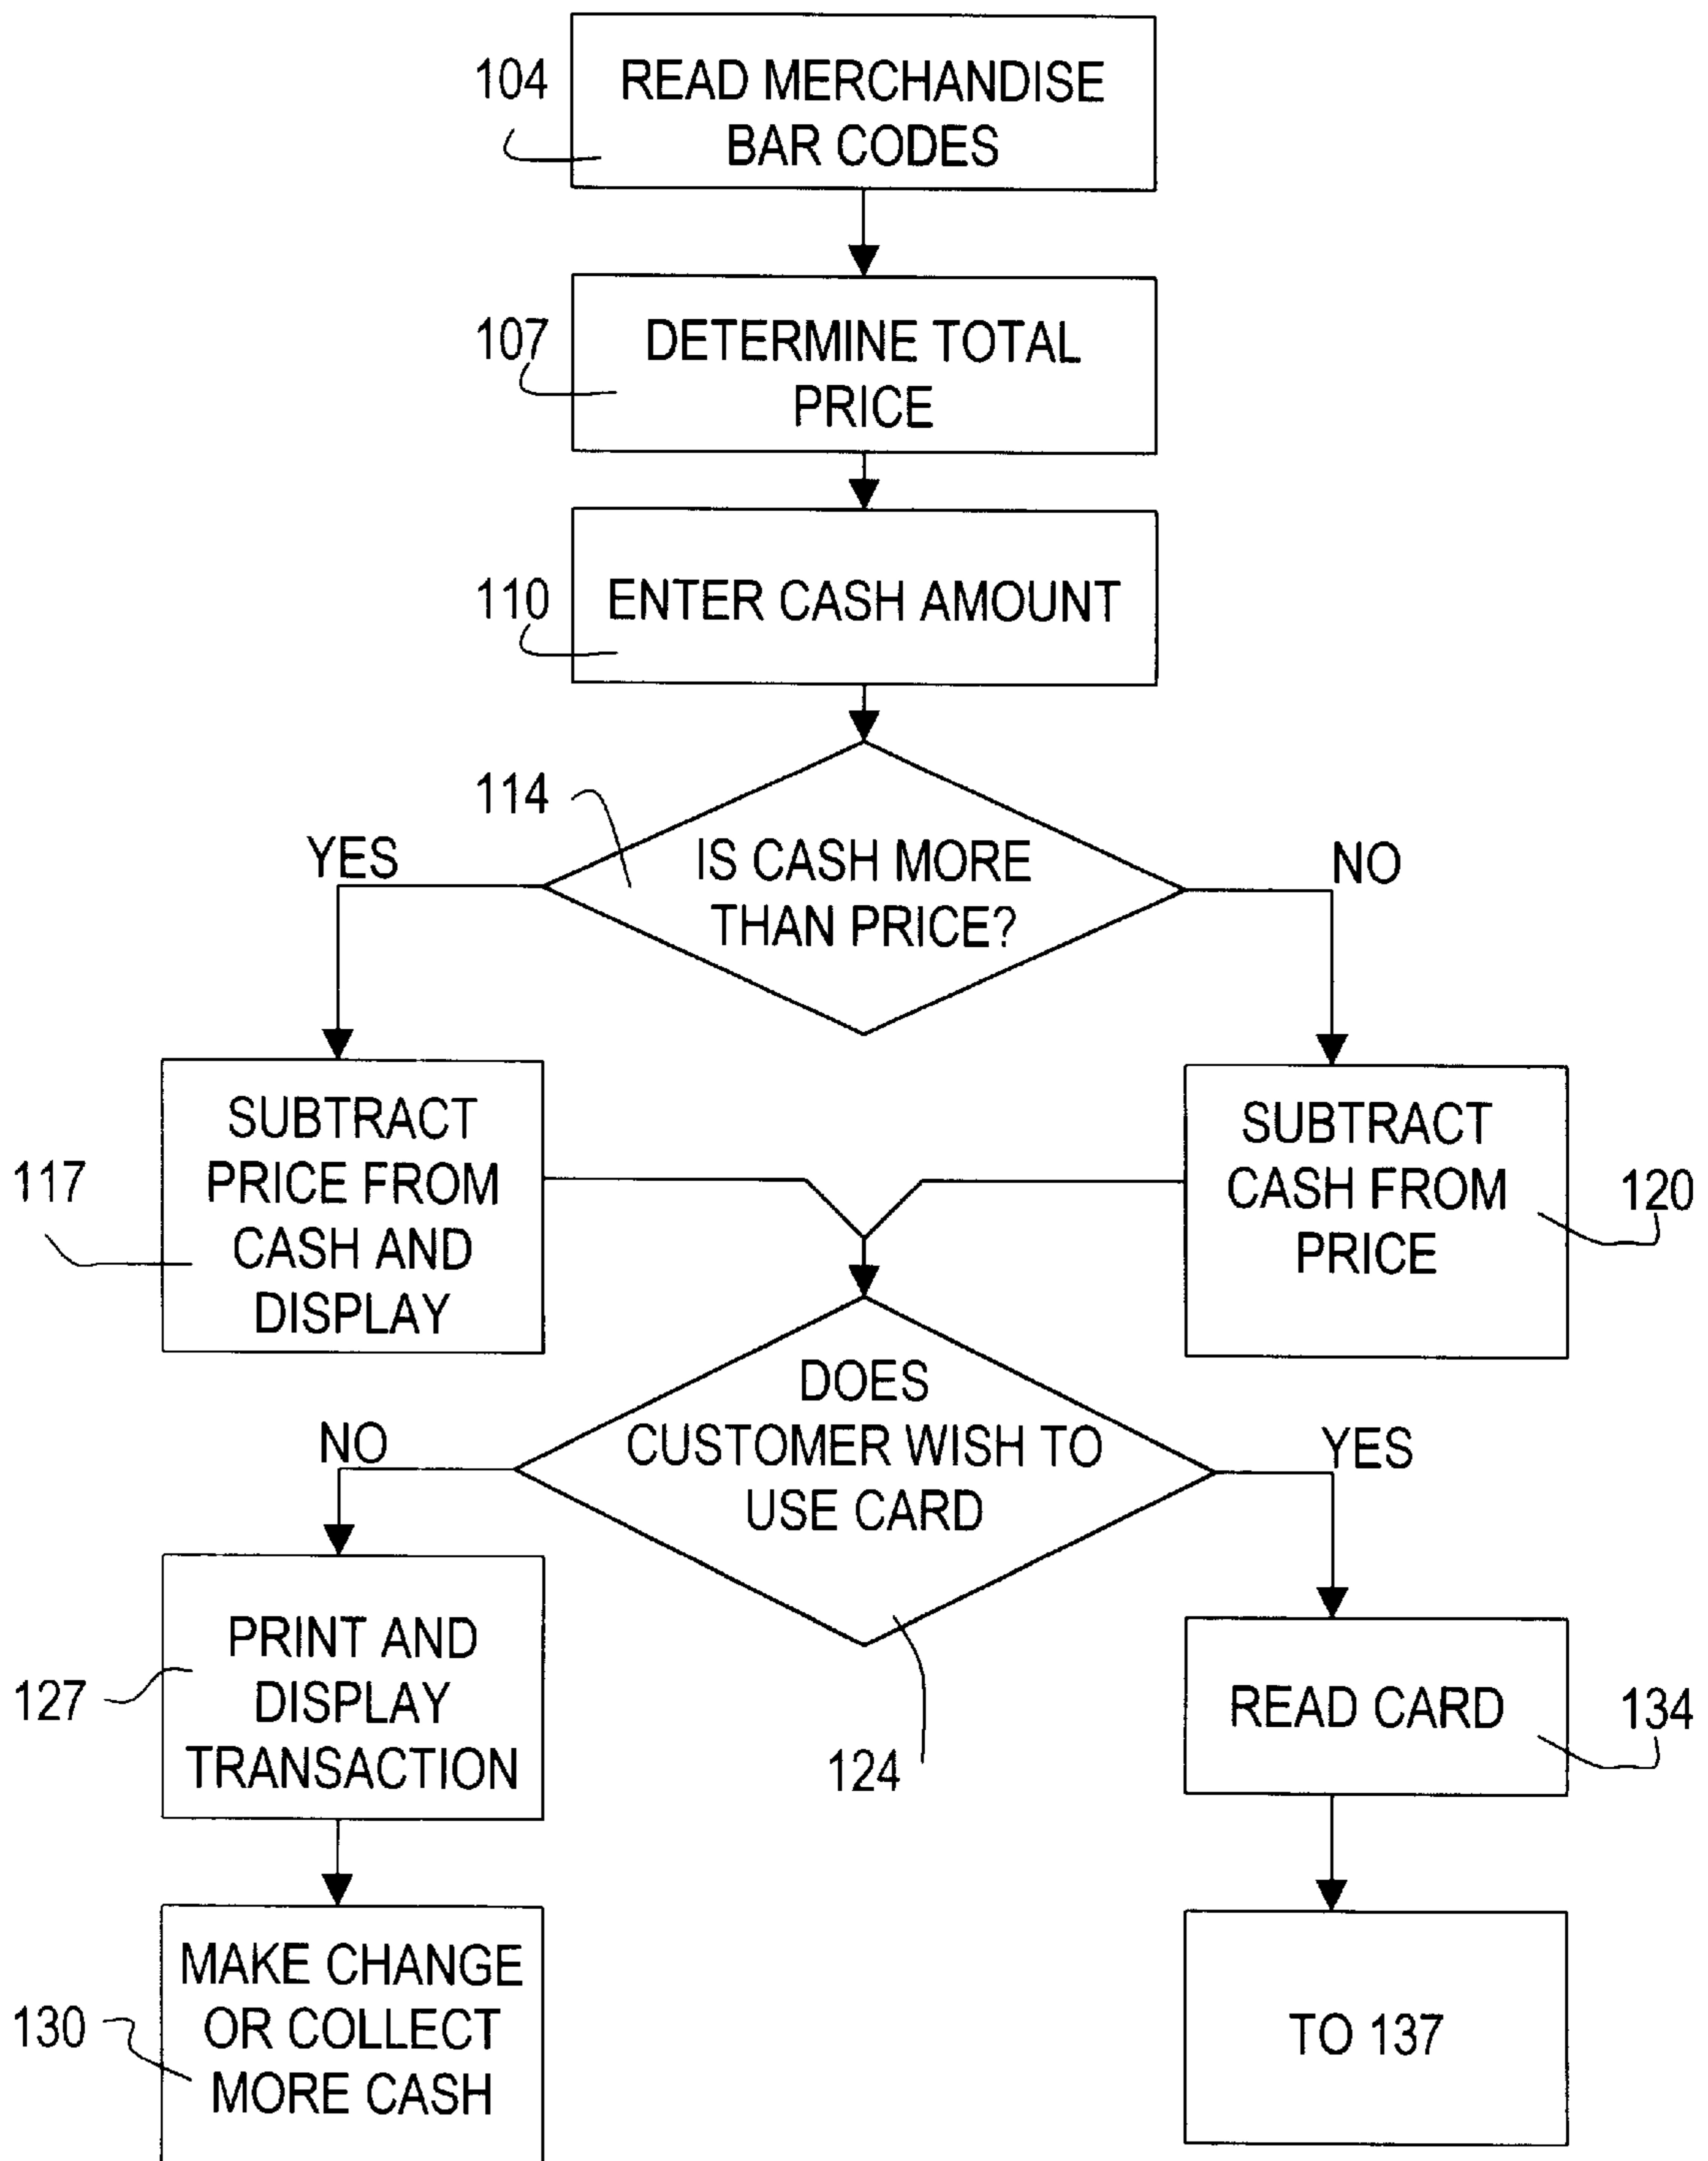 104
READ MERCHANDISE
BAR CODES
107
DETERMINE TOTAL
PRICE
110
ENTER CASH AMOUNT
114
YES
IS CASH MORE
THAN PRICE?
NO
117
SUBTRACT
PRICE FROM
CASH AND
DISPLAY
SUBTRACT
CASH FROM
PRICE
120
NO
DOES
CUSTOMER WISH TO
USE CARD
YES
124
127
PRINT AND
DISPLAY
TRANSACTION
READ CARD
134
130
MAKE CHANGE
OR COLLECT
MORE CASH
TO 137